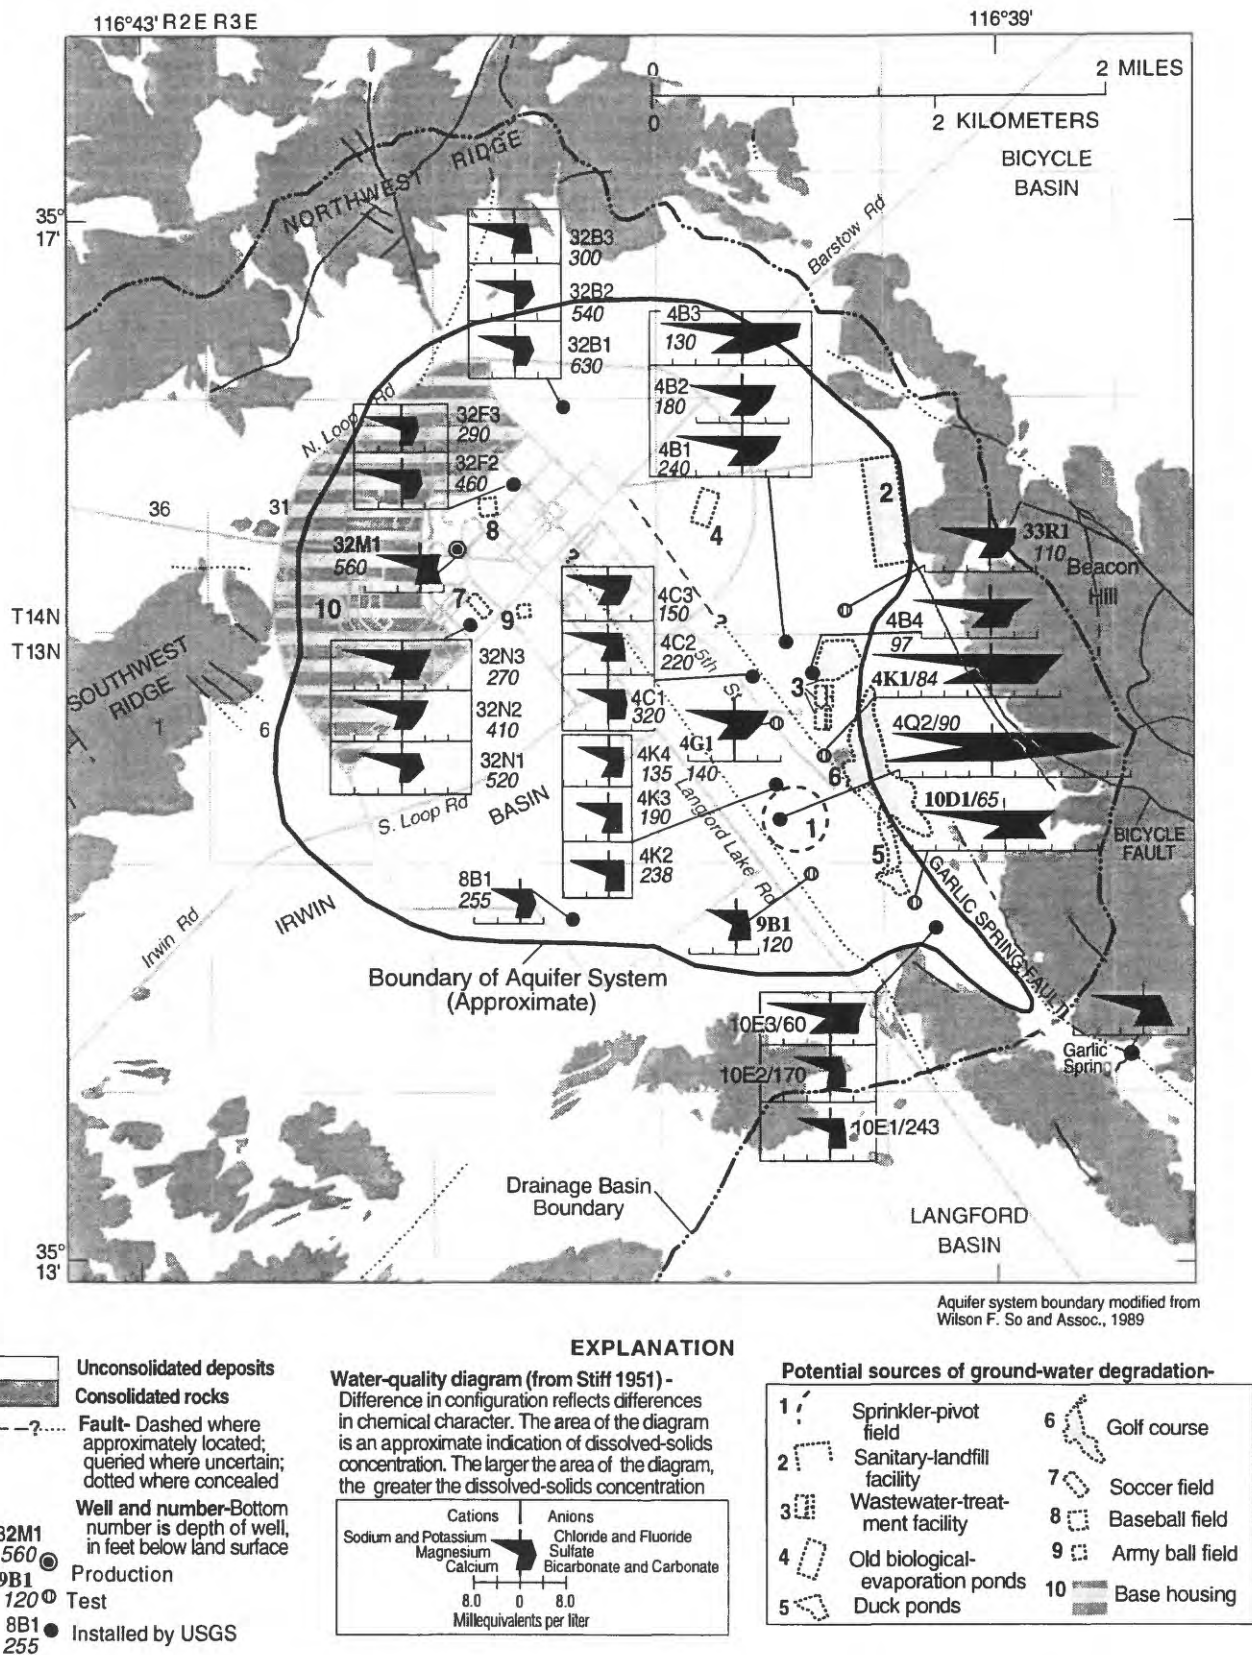 116°43' R2E R3E
116°39'
0 2 MILES
0 2 KILOMETERS
BICYCLE
BASIN
NORTHWEST RIDGE
35°
17'
Barstow Rd
32B3
300
32B2
540
32B1
630
4B3
130
4B2
180
4B1
240
N. Loop Rd
32F3
290
32F2
460
36
31
8
4
2
33R1
110
Beacon
Hill
32M1
560
10
7
9
?
T14N
T13N
4C3
150
4C2
220
4C1
320
?
5th
St
3
4B4
97
4K1/84
SOUTHWEST
RIDGE
1
6
32N3
270
32N2
410
32N1
520
4G1
140
4Q2/90
6
4K4
135
4K3
190
4K2
238
S. Loop Rd
BASIN
Langford Lake Rd
1
5
10D1/65
BICYCLE
FAULT
GARLIC SPRING FAULT
8B1
255
9B1
120
Irwin Rd
IRWIN
Boundary of Aquifer System
(Approximate)
10E3/60
10E2/170
10E1/243
Garlic
Spring
Drainage Basin
Boundary
LANGFORD
BASIN
35°
13'
Aquifer system boundary modified from
Wilson F. So and Assoc., 1989
EXPLANATION
Unconsolidated deposits
Consolidated rocks
?
Fault- Dashed where
approximately located;
queried where uncertain;
dotted where concealed
Well and number-Bottom
number is depth of well,
in feet below land surface
32M1
560
Production
9B1
120 Test
8B1
255 Installed by USGS
Water-quality diagram (from Stiff 1951) -
Difference in configuration reflects differences
in chemical character. The area of the diagram
is an approximate indication of dissolved-solids
concentration. The larger the area of the diagram,
the greater the dissolved-solids concentration
Cations Anions
Sodium and Potassium Chloride and Fluoride
Magnesium Sulfate
Calcium Bicarbonate and Carbonate
8.0 0 8.0
Millequivalents per liter
Potential sources of ground-water degradation-
1 Sprinkler-pivot
field
2 Sanitary-landfill
facility
3 Wastewater-treat-
ment facility
4 Old biological-
evaporation ponds
5 Duck ponds
6 Golf course
7 Soccer field
8 Baseball field
9 Army ball field
10 Base housing